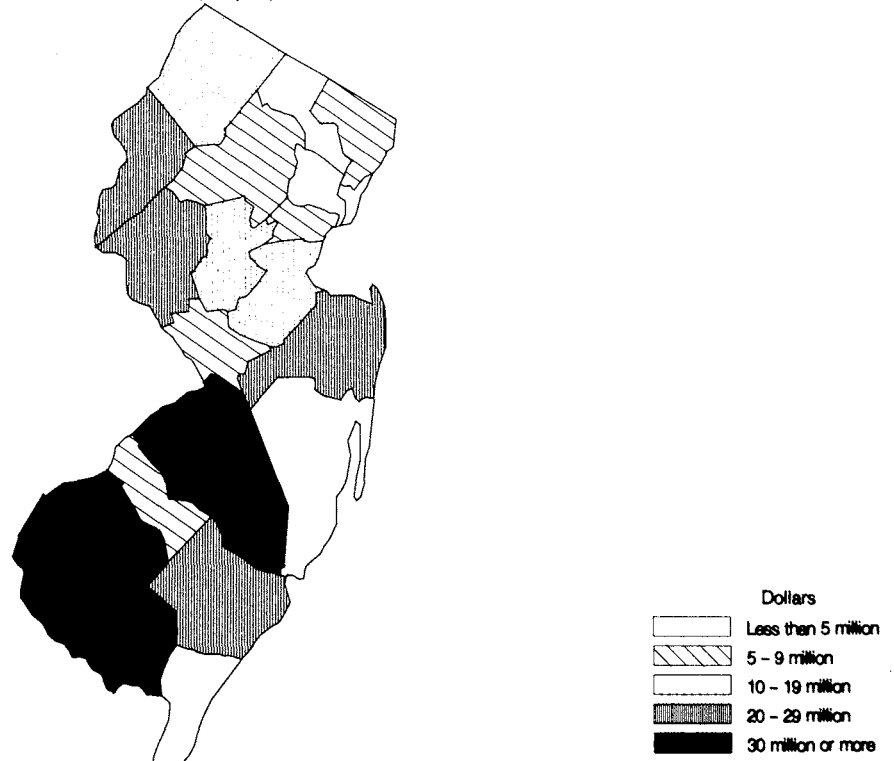 Dollars
Less than 5 million
5 - 9 million
10 - 19 million
20 - 29 million
30 million or more